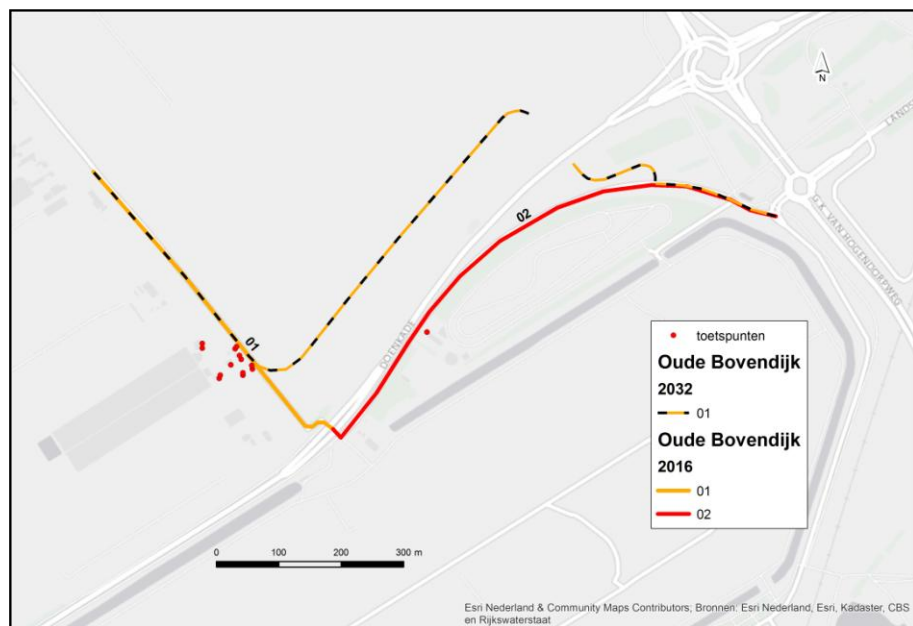 N
LANDS
G.K. VAN HOGENDORPWEG
02
DOENKADE
01
toetspunten
Oude Bovendijk
2032
01
Oude Bovendijk
2016
01
02
0 100 200 300 m
Esri Nederland & Community Maps Contributors; Bronnen: Esri Nederland, Esri, Kadaster, CBS
en Rijkswaterstaat